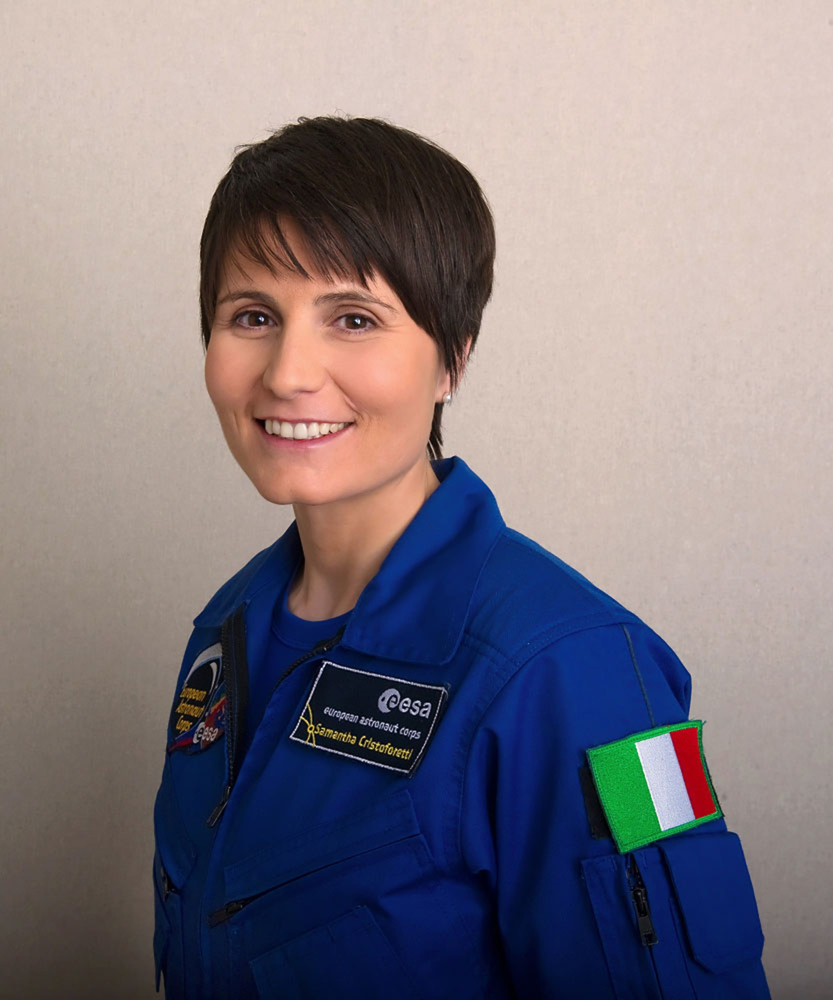 European
Astronaut
Corps
esa
esa
european astronaut corps
Samantha Cristoforetti